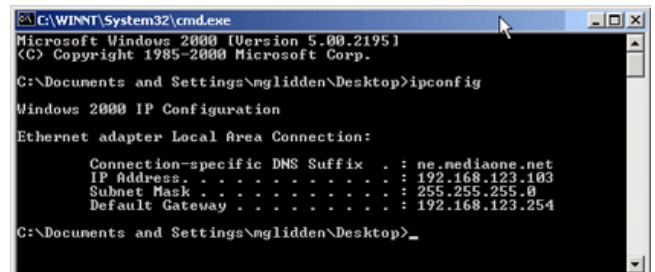 C:\WINNT\System32\cmd.exe
Microsoft Windows 2000 [Version 5.00.2195]
(C) Copyright 1985-2000 Microsoft Corp.
C:\Documents and Settings\mglidden\Desktop>ipconfig
Windows 2000 IP Configuration
Ethernet adapter Local Area Connection:
Connection-specific DNS Suffix . : ne.mediaone.net
IP Address. . . . . . . . . . . . : 192.168.123.103
Subnet Mask . . . . . . . . . . . : 255.255.255.0
Default Gateway . . . . . . . . . : 192.168.123.254
C:\Documents and Settings\mglidden\Desktop>_